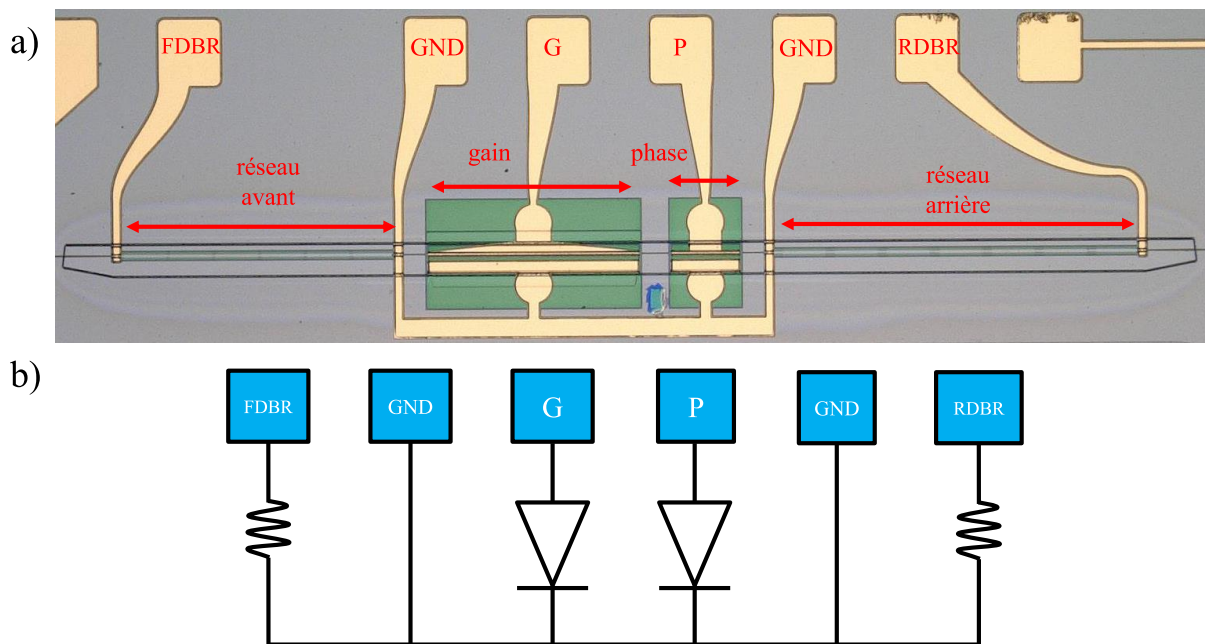 a)
FDBR
GND
G
P
GND
RDBR
réseau
avant
gain
phase
réseau
arrière
b)
FDBR
GND
G
P
GND
RDBR